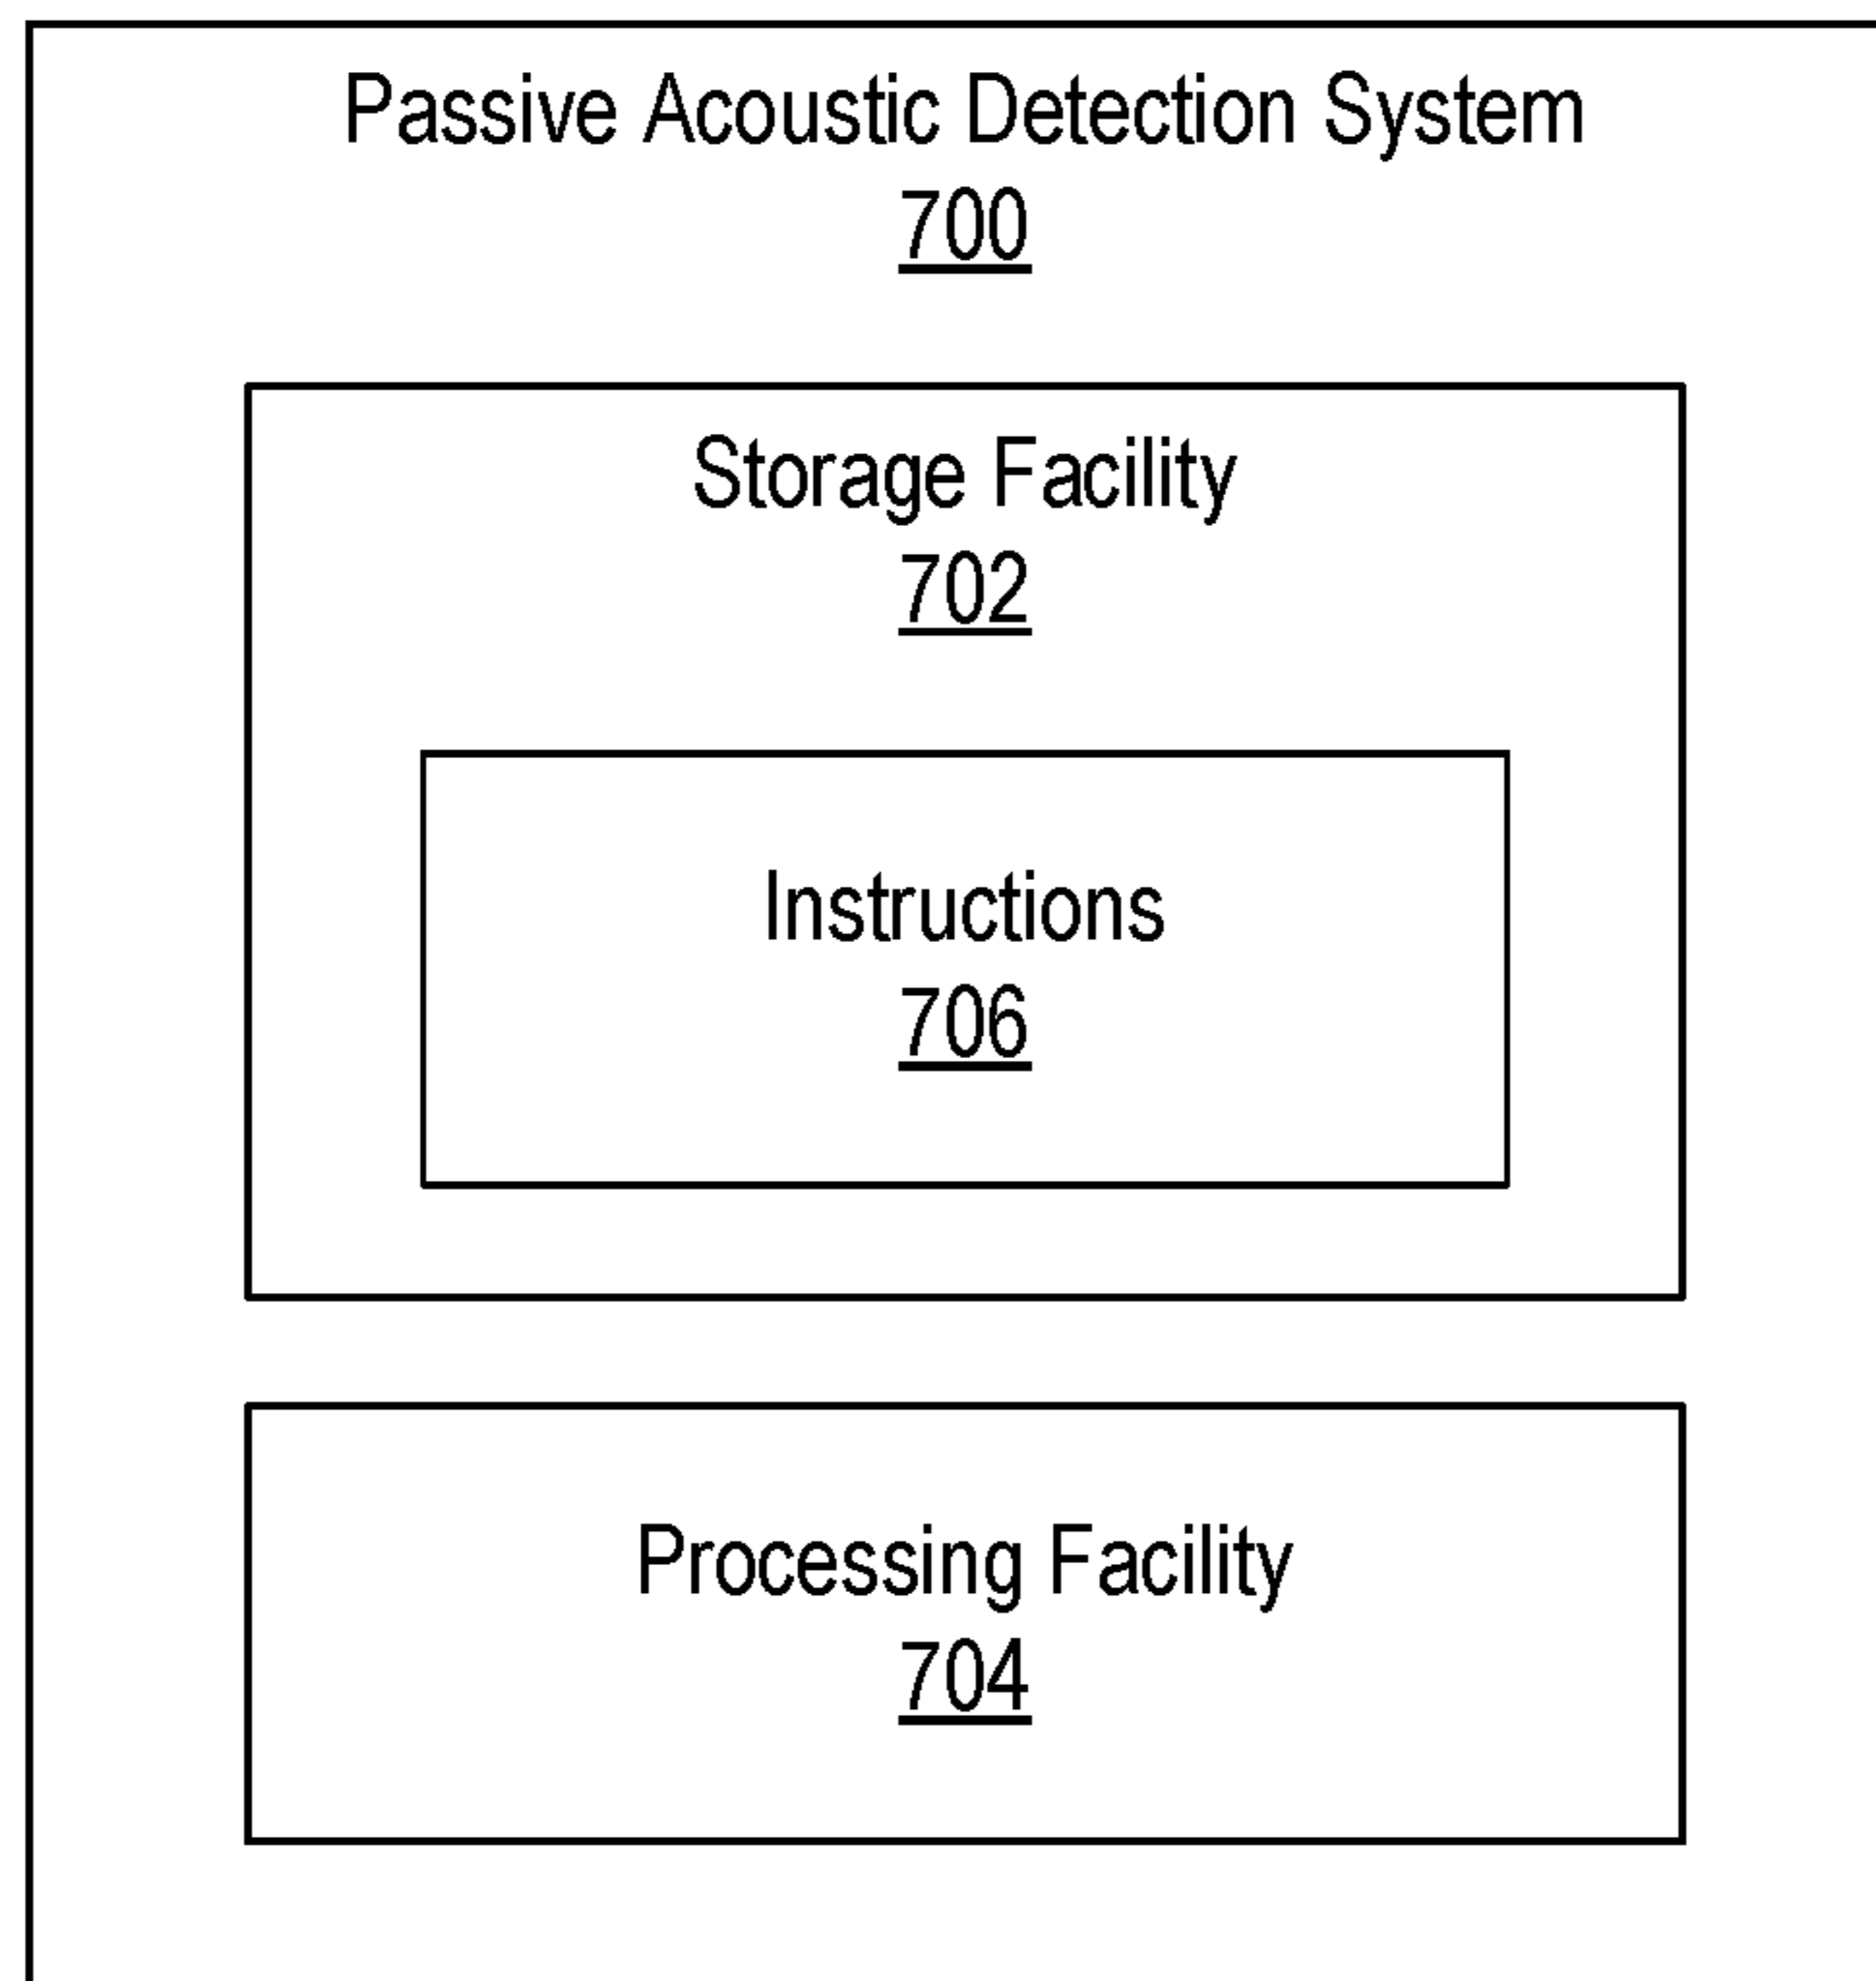 Passive Acoustic Detection System
700
Storage Facility
702
Instructions
706
Processing Facility
704